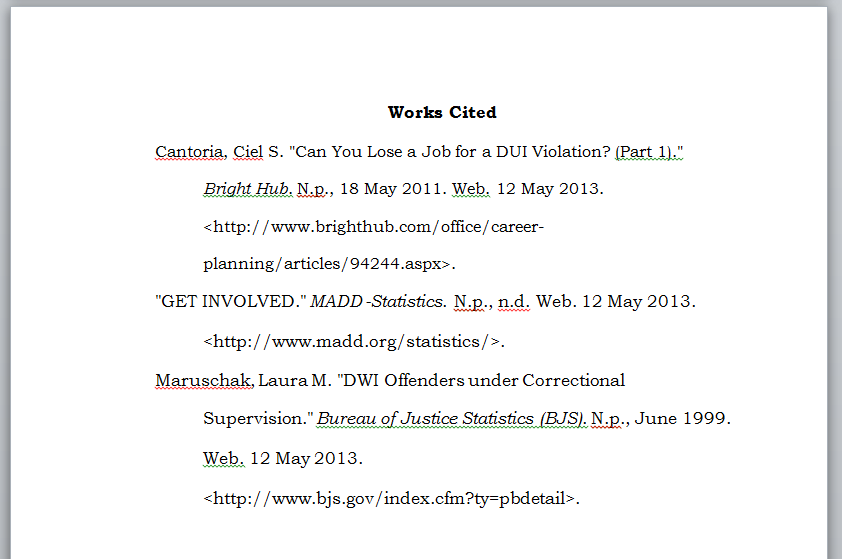 Works Cited
Cantoria, Ciel S. "Can You Lose a Job for a DUI Violation? (Part 1)."
Bright Hub. N.p., 18 May 2011. Web. 12 May 2013.
<http://www.brighthub.com/office/career-
planning/articles/94244.aspx>.
"GET INVOLVED." MADD -Statistics. N.p., n.d. Web. 12 May 2013.
<http://www.madd.org/statistics/>.
Maruschak, Laura M. "DWI Offenders under Correctional
Supervision." Bureau of Justice Statistics (BJS). N.p., June 1999.
Web. 12 May 2013.
<http://www.bjs.gov/index.cfm?ty=pbdetail>.